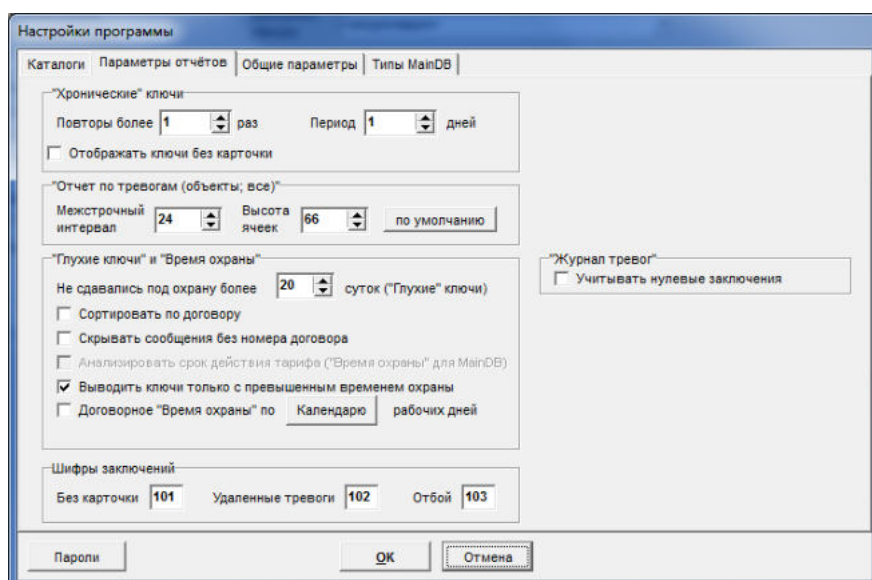 Настройки программы
Каталоги Параметры отчётов Общие параметры Типы MainDB
"Хронические" ключи
Повторы более 1 раз Период 1 дней
Отображать ключи без карточки
"Отчет по тревогам (объекты; все)"
Межстрочный интервал 24 Высота ячеек 66 по умолчанию
"Глухие ключи" и "Время охраны"
"Журнал тревог"
Не сдавались под охрану более 20 суток ("Глухие" ключи)
Учитывать нулевые заключения
Сортировать по договору
Скрывать сообщения без номера договора
Анализировать срок действия тарифа ("Время охраны" для MainDB)
Выводить ключи только с превышенным временем охраны
Договорное "Время охраны" по Календарю рабочих дней
Шифры заключений
Без карточки 101 Удаленные тревоги 102 Отбой 103
Пароли OK Отмена